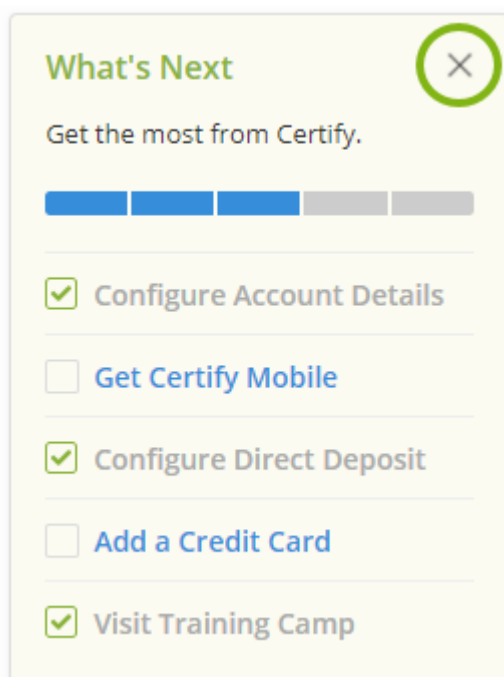 What's Next
Get the most from Certify.
Configure Account Details
Get Certify Mobile
Configure Direct Deposit
Add a Credit Card
Visit Training Camp